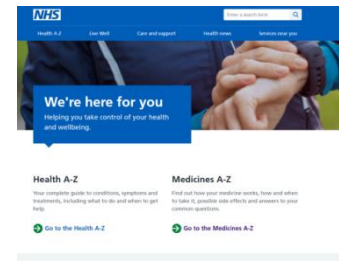 NHS
Enter a search term
Health A-Z
Live Well
Care and support
Health news
Services near you
We're here for you
Helping you take control of your health
and wellbeing.
Health A-Z
Your complete guide to conditions, symptoms and
treatments, including what to do and when to get
help.
Go to the Health A-Z
Medicines A-Z
Find out how your medicine works, how and when
to take it, possible side effects and answers to your
common questions.
Go to the Medicines A-Z